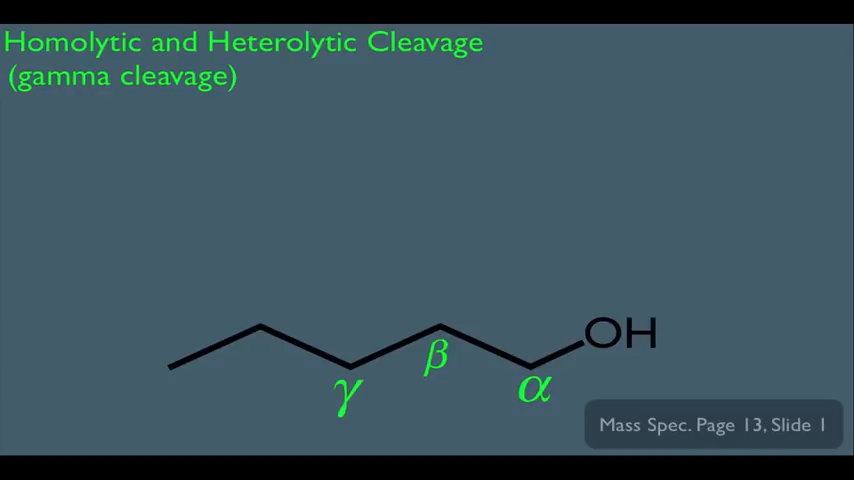 Homolytic and Heterolytic Cleavage
(gamma cleavage)
OH
β
γ
α
Mass Spec. Page 13, Slide 1